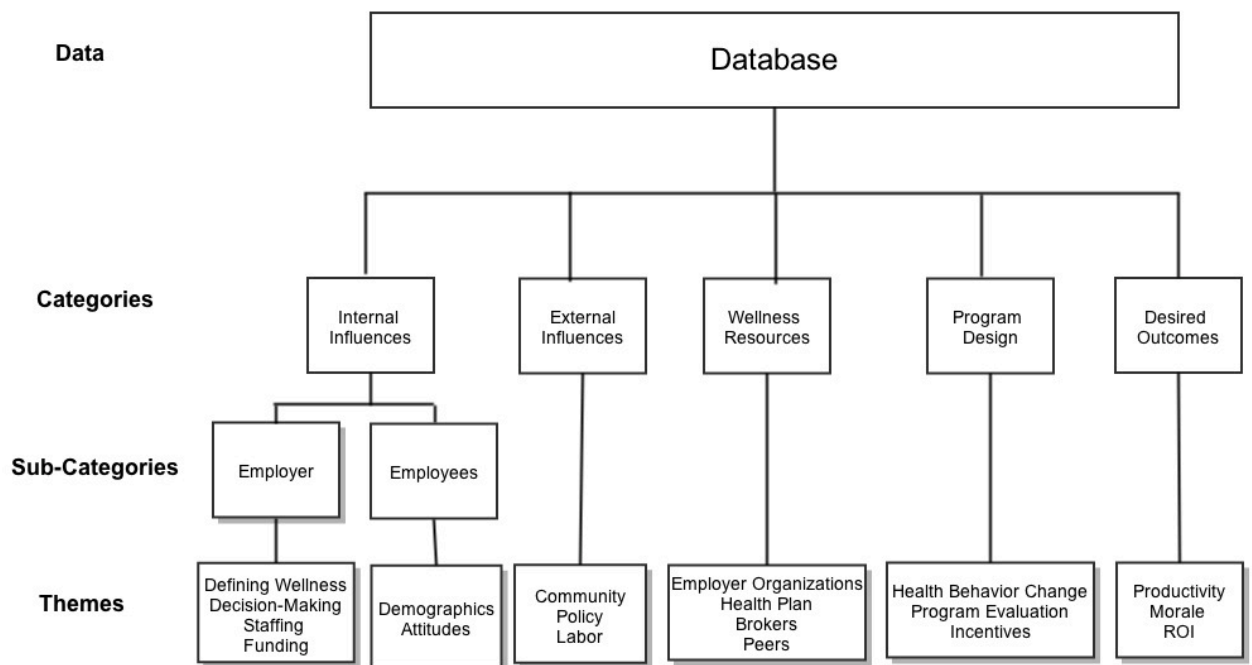 Data
Database
Categories
Internal
Influences
External
Influences
Wellness
Resources
Program
Design
Desired
Outcomes
Sub-Categories
Employer
Employees
Themes
Defining Wellness
Decision-Making
Staffing
Funding
Demographics
Attitudes
Community
Policy
Labor
Employer Organizations
Health Plan
Brokers
Peers
Health Behavior Change
Program Evaluation
Incentives
Productivity
Morale
ROI